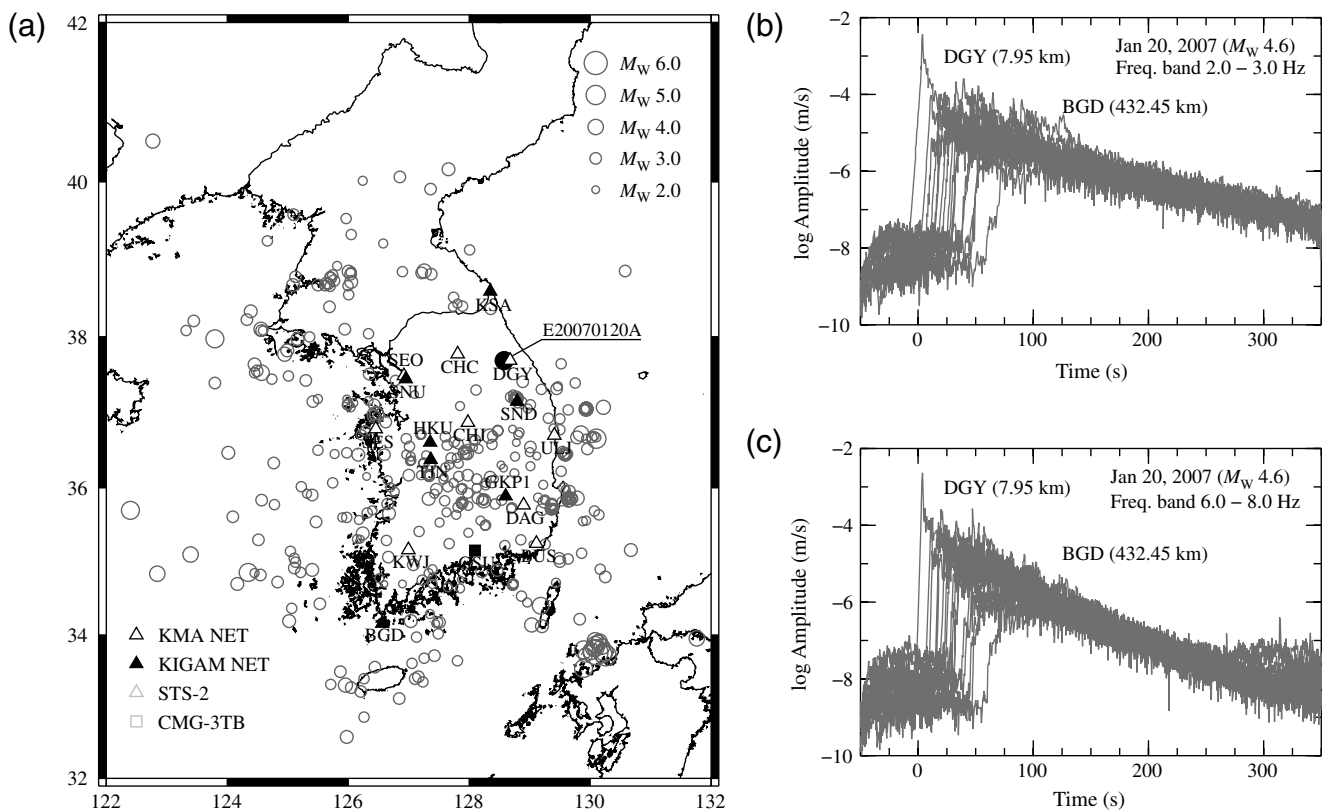 (a)
42
40
38
36
34
32
122
124
126
128
130
132
MW 6.0
MW 5.0
MW 4.0
MW 3.0
MW 2.0
KSA
E20070120A
SEO
CHC
DGY
SNU
SND
HKU
CHJ
ULJ
TJN
GKP1
DAG
KWJ
BUS
BGD
KMA NET
KIGAM NET
STS-2
CMG-3TB
(b)
−2
−4
−6
−8
−10
log Amplitude (m/s)
DGY (7.95 km)
Jan 20, 2007 (MW 4.6)
Freq. band 2.0 – 3.0 Hz
BGD (432.45 km)
0
100
200
300
Time (s)
(c)
−2
−4
−6
−8
−10
log Amplitude (m/s)
DGY (7.95 km)
Jan 20, 2007 (MW 4.6)
Freq. band 6.0 – 8.0 Hz
BGD (432.45 km)
0
100
200
300
Time (s)